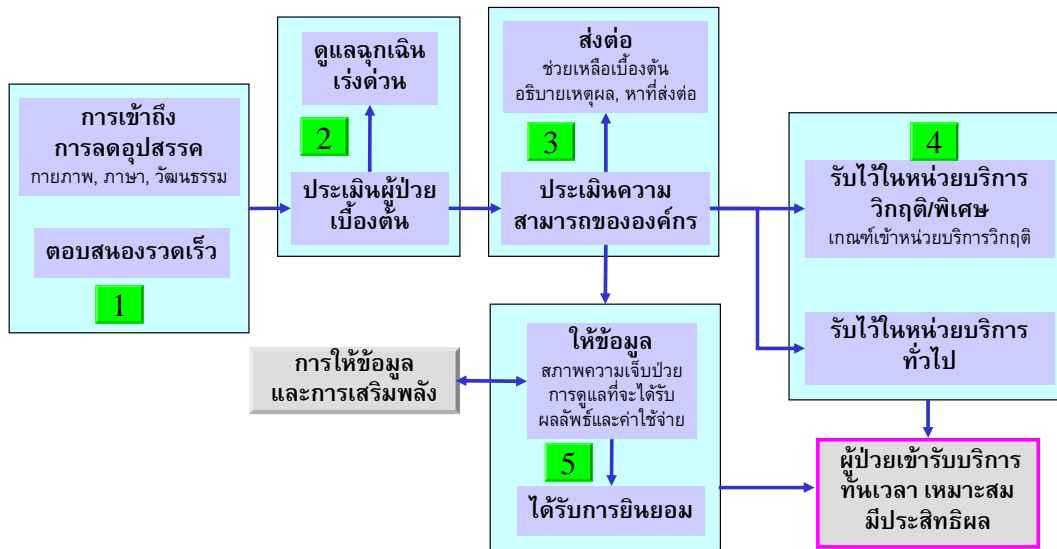 การเข้าถึง
การลดอุปสรรค
กายภาพ, ภาษา, วัฒนธรรม
ตอบสนองรวดเร็ว
1
ดูแลฉุกเฉิน
เร่งด่วน
2
ประเมินผู้ป่วย
เบื้องต้น
ส่งต่อ
ช่วยเหลือเบื้องต้น
อธิบายเหตุผล, หาที่ส่งต่อ
3
ประเมินความ
สามารถขององค์กร
4
รับไว้ในหน่วยบริการ
วิกฤติ/พิเศษ
เกณฑ์เข้าหน่วยบริการวิกฤติ
รับไว้ในหน่วยบริการ
ทั่วไป
การให้ข้อมูล
และการเสริมพลัง
ให้ข้อมูล
สภาพความเจ็บป่วย
การดูแลที่จะได้รับ
ผลลัพธ์และค่าใช้จ่าย
5
ได้รับการยินยอม
ผู้ป่วยเข้ารับบริการ
ทันเวลา เหมาะสม
มีประสิทธิผล